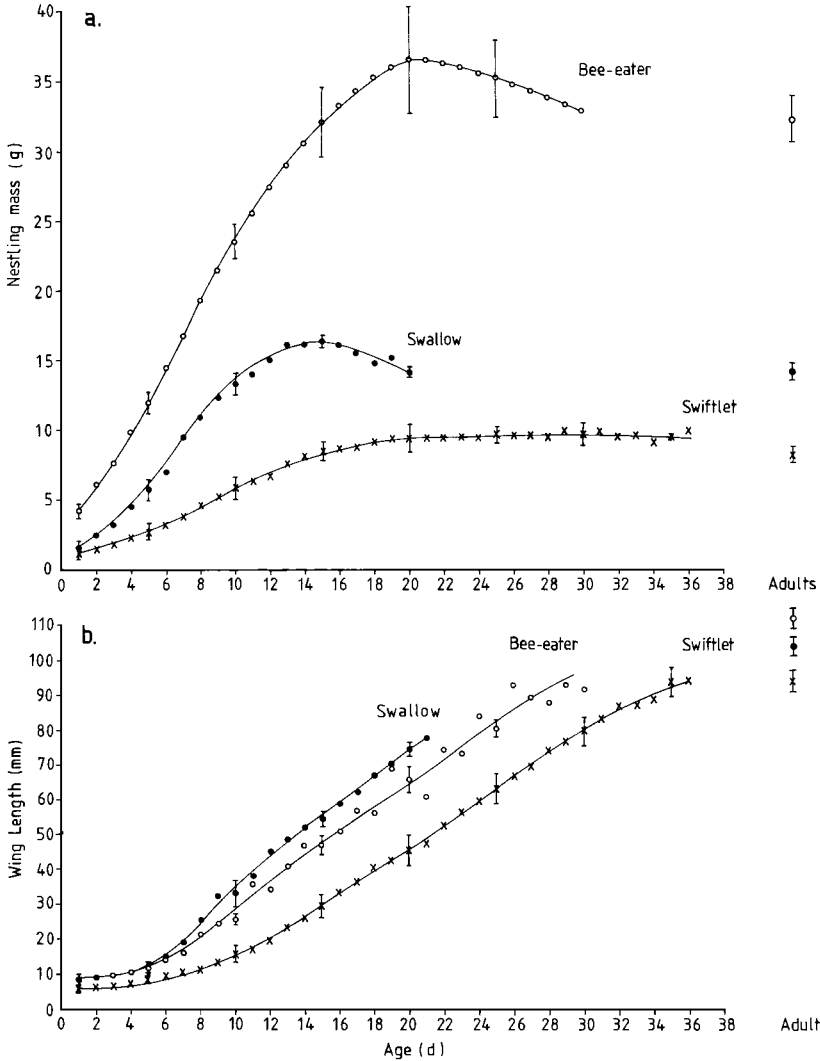 a.
40
35
30
25
20
15
10
5
0
Nestling mass (g)
Bee-eater
Swallow
Swiftlet
0 2 4 6 8 10 12 14 16 18 20 22 24 26 28 30 32 34 36 38 Adults
b.
110
100
90
80
70
60
50
40
30
20
10
0
Wing Length (mm)
Bee-eater
Swiftlet
Swallow
0 2 4 6 8 10 12 14 16 18 20 22 24 26 28 30 32 34 36 38 Adult
Age (d)